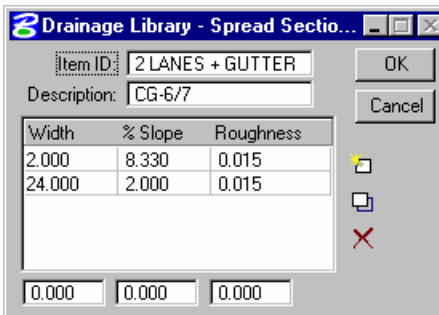 Drainage Library - Spread Sectio...
Item ID: 2 LANES + GUTTER OK
Description: CG-6/7 Cancel
Width % Slope Roughness
2.000 8.330 0.015
24.000 2.000 0.015
0.000 0.000 0.000